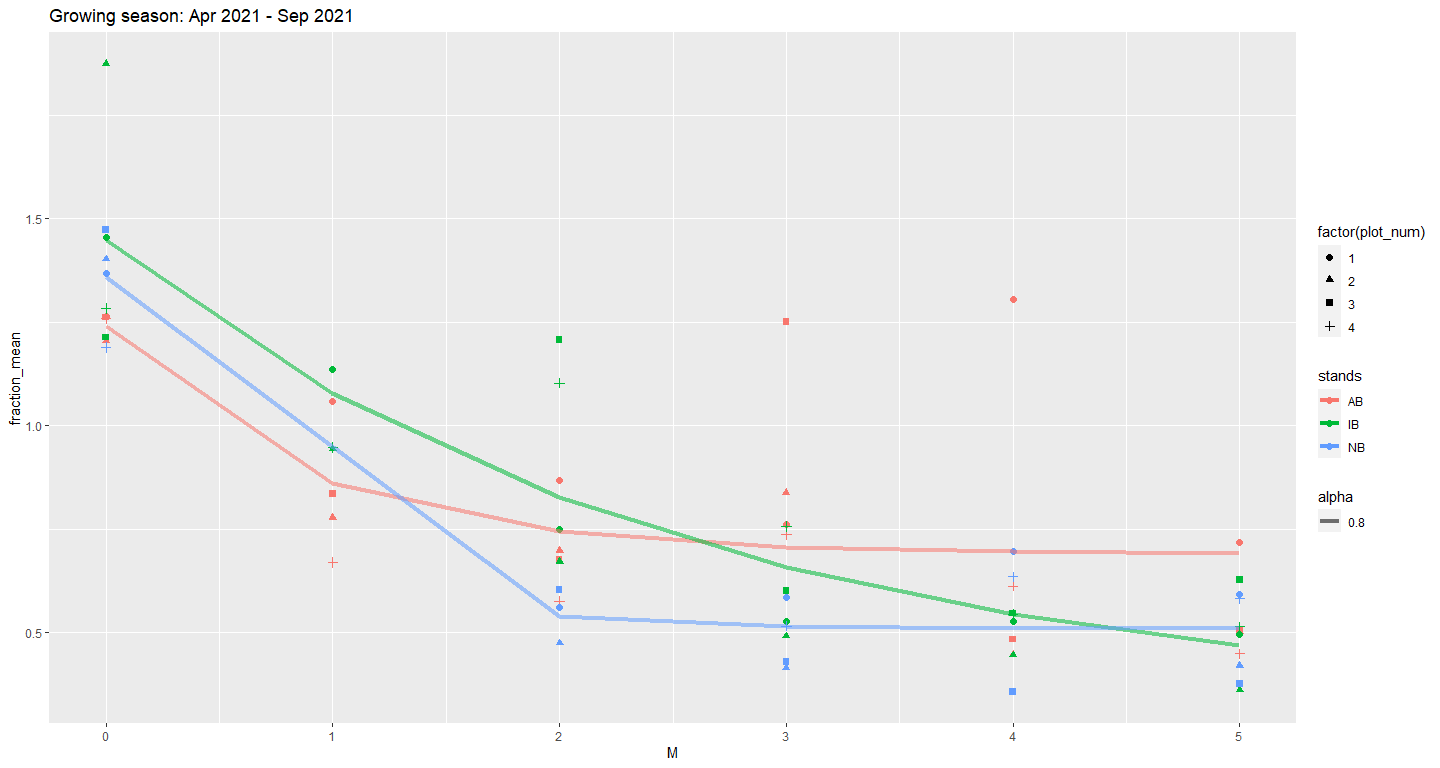 Growing season: Apr 2021 - Sep 2021
fraction_mean
1.5
1.0
0.5
0 1 2 3 4 5
M
factor(plot_num)
1
2
3
4
stands
AB
IB
NB
alpha
0.8